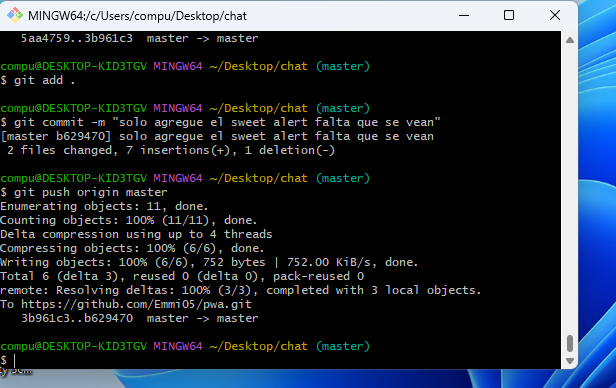 MINGW64:/c/Users/compu/Desktop/chat
5aa4759..3b961c3 master -> master
compu@DESKTOP-KID3TGV MINGW64 ~/Desktop/chat (master)
$ git add .
compu@DESKTOP-KID3TGV MINGW64 ~/Desktop/chat (master)
$ git commit -m "solo agregue el sweet alert falta que se vean"
[master b629470] solo agregue el sweet alert falta que se vean
2 files changed, 7 insertions(+), 1 deletion(-)
compu@DESKTOP-KID3TGV MINGW64 ~/Desktop/chat (master)
$ git push origin master
Enumerating objects: 11, done.
Counting objects: 100% (11/11), done.
Delta compression using up to 4 threads
Compressing objects: 100% (6/6), done.
Writing objects: 100% (6/6), 752 bytes | 752.00 KiB/s, done.
Total 6 (delta 3), reused 0 (delta 0), pack-reused 0
remote: Resolving deltas: 100% (3/3), completed with 3 local objects.
To https://github.com/Emmi05/pwa.git
3b961c3..b629470 master -> master
compu@DESKTOP-KID3TGV MINGW64 ~/Desktop/chat (master)
$